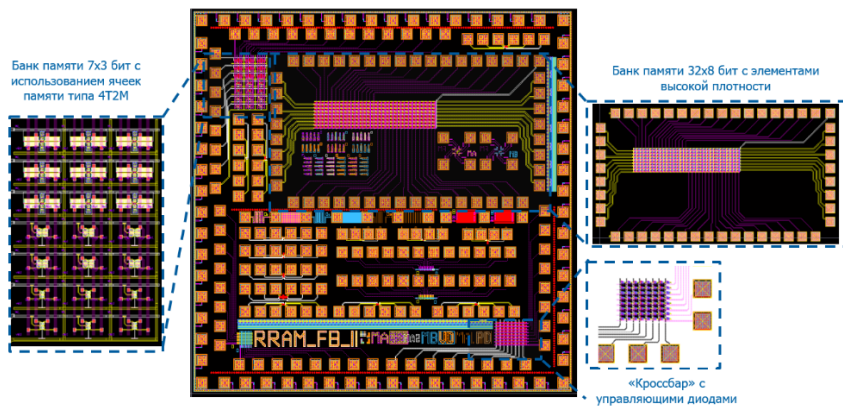 Банк памяти 7x3 бит с
использованием ячеек
памяти типа 4Т2М
Банк памяти 32x8 бит с элементами
высокой плотности
RRAM_FB_II
«Кроссбар» с
управляющими диодами